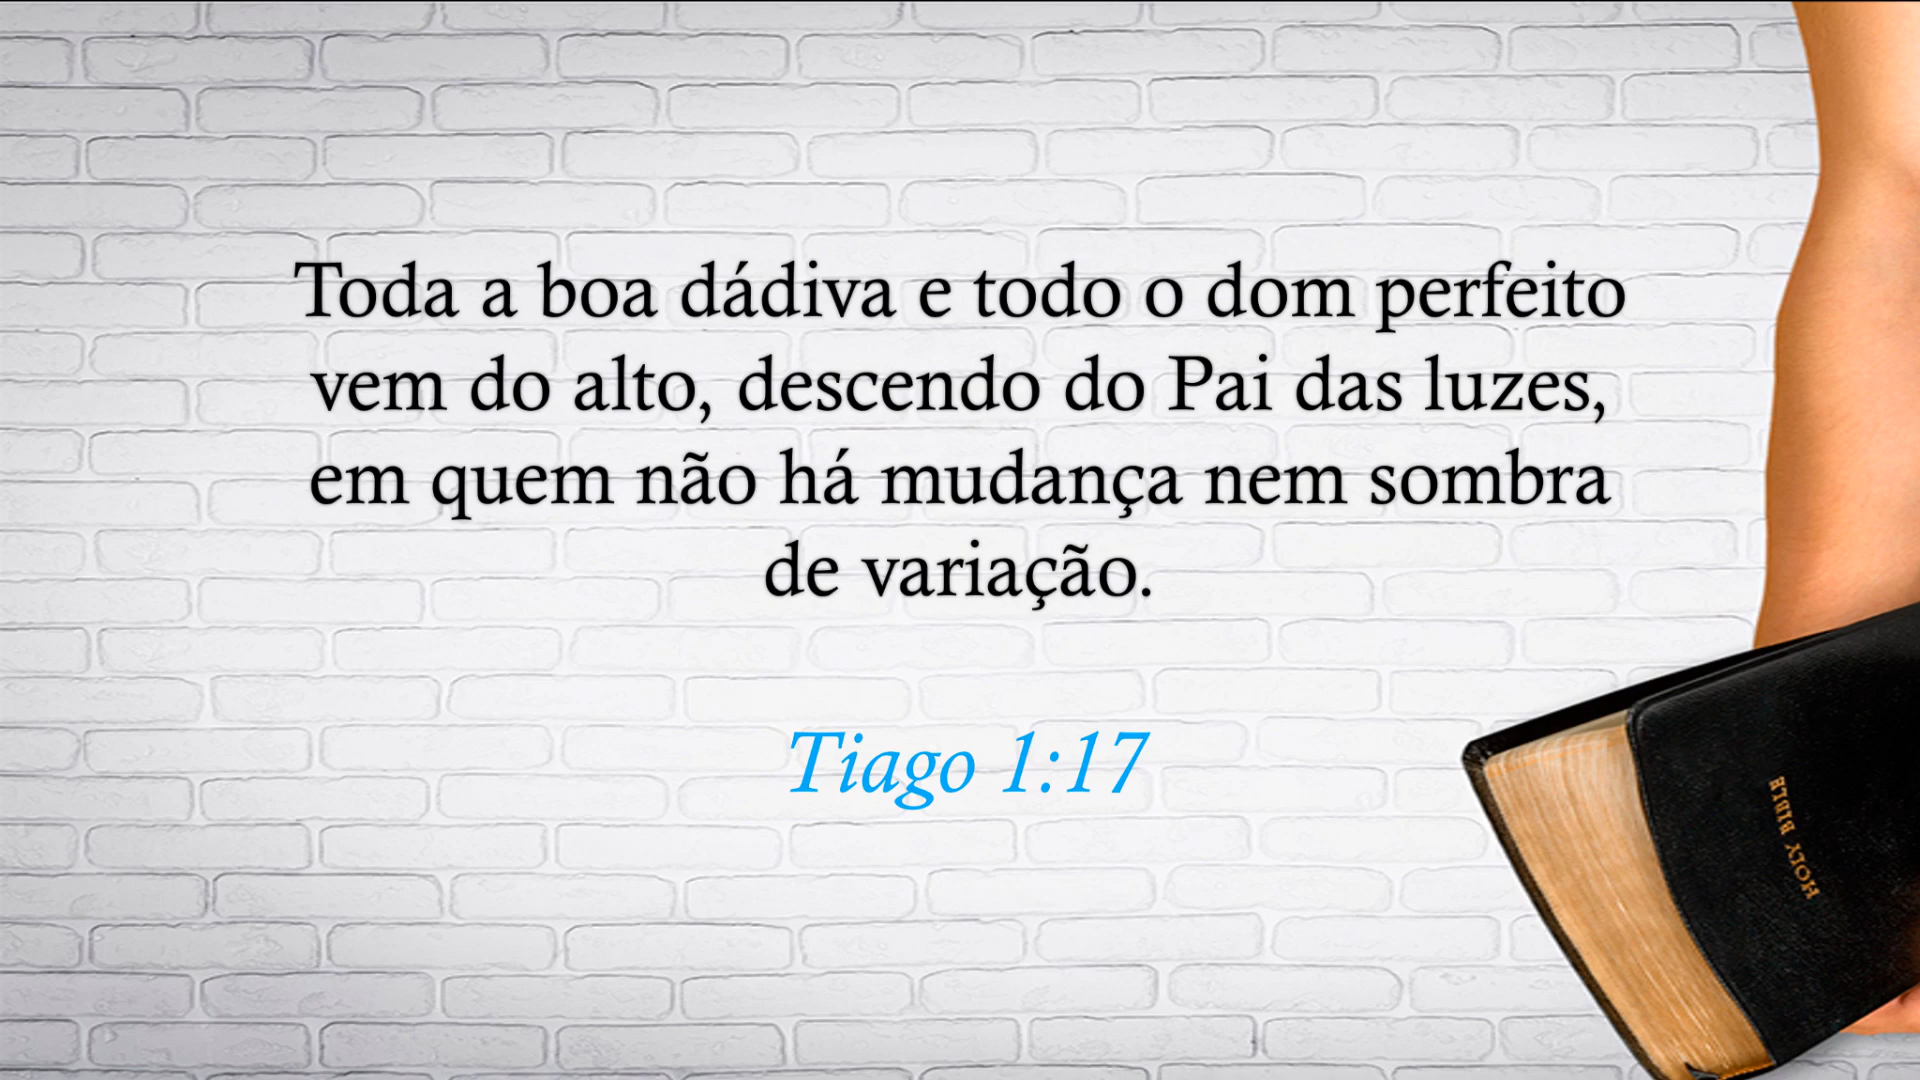 Toda a boa dádiva e todo o dom perfeito
vem do alto, descendo do Pai das luzes,
em quem não há mudança nem sombra
de variação.
Tiago 1:17
HOLY BIBLE